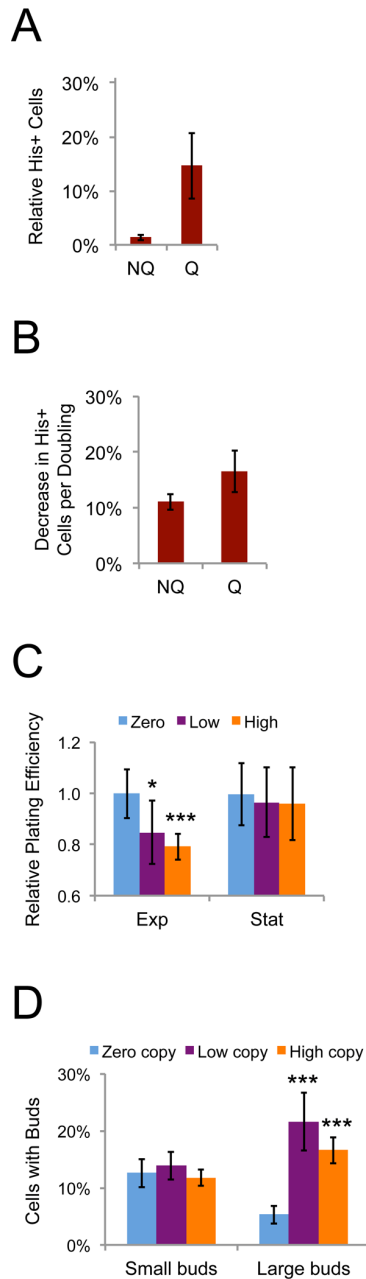 A
Relative His+ Cells
30%
20%
10%
0%
NQ Q
B
Decrease in His+
Cells per Doubling
30%
20%
10%
0%
NQ Q
C
Zero Low High
Relative Plating Efficiency
1.2
1.0
0.8
0.6
*
***
Exp Stat
D
Zero copy Low copy High copy
Cells with Buds
30%
20%
10%
0%
***
***
Small buds Large buds